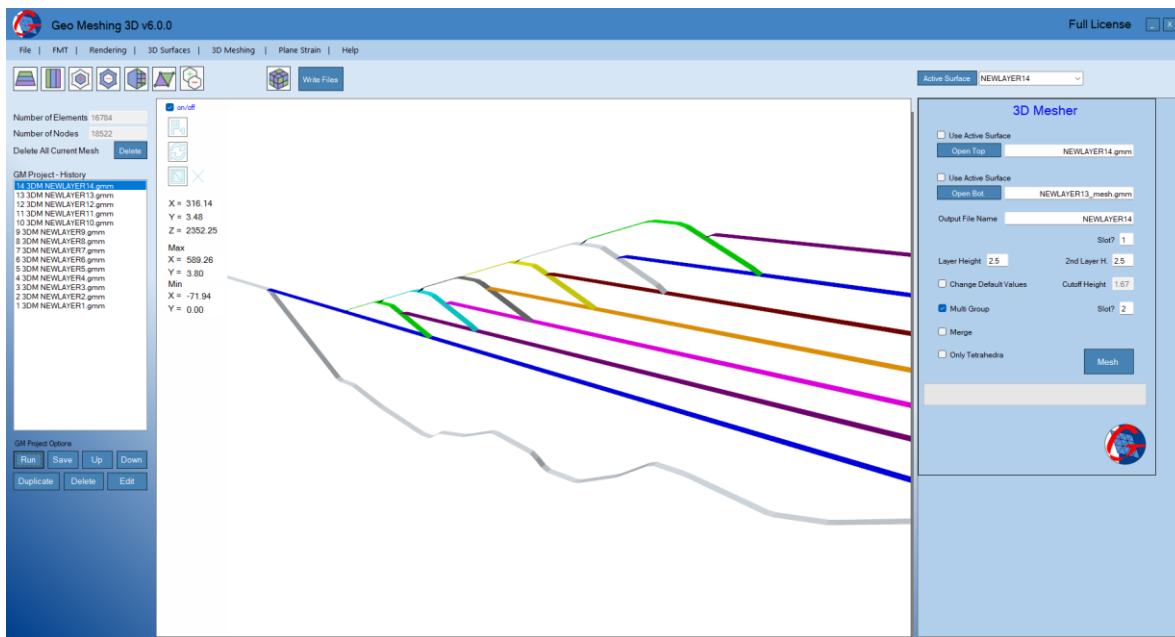 Geo Meshing 3D v6.0.0
Full License
File | FMT | Rendering | 3D Surfaces | 3D Meshing | Plane Strain | Help
Write Files
Active Surface NEWLAYER14
Number of Elements 16784
Number of Nodes 18522
Delete All Current Mesh Delete
GM Project - History
14 3DM NEWLAYER14.gmm
13 3DM NEWLAYER13.gmm
12 3DM NEWLAYER12.gmm
11 3DM NEWLAYER11.gmm
10 3DM NEWLAYER10.gmm
9 3DM NEWLAYER9.gmm
8 3DM NEWLAYER8.gmm
7 3DM NEWLAYER7.gmm
6 3DM NEWLAYER6.gmm
5 3DM NEWLAYER5.gmm
4 3DM NEWLAYER4.gmm
3 3DM NEWLAYER3.gmm
2 3DM NEWLAYER2.gmm
1 3DM NEWLAYER1.gmm
GM Project Options
Run Save Up Down
Duplicate Delete Edit
on/off
X = 316.14
Y = 3.48
Z = 2352.25
Max
X = 589.26
Y = 3.80
Min
X = -71.94
Y = 0.00
3D Mesher
Use Active Surface
Open Top NEWLAYER14.gmm
Use Active Surface
Open Bot. NEWLAYER13_mesh.gmm
Output File Name NEWLAYER14
Slot? 1
Layer Height 2.5 2nd Layer H. 2.5
Change Default Values Cutoff Height 1.67
Multi Group Slot? 2
Merge
Only Tetrahedra
Mesh